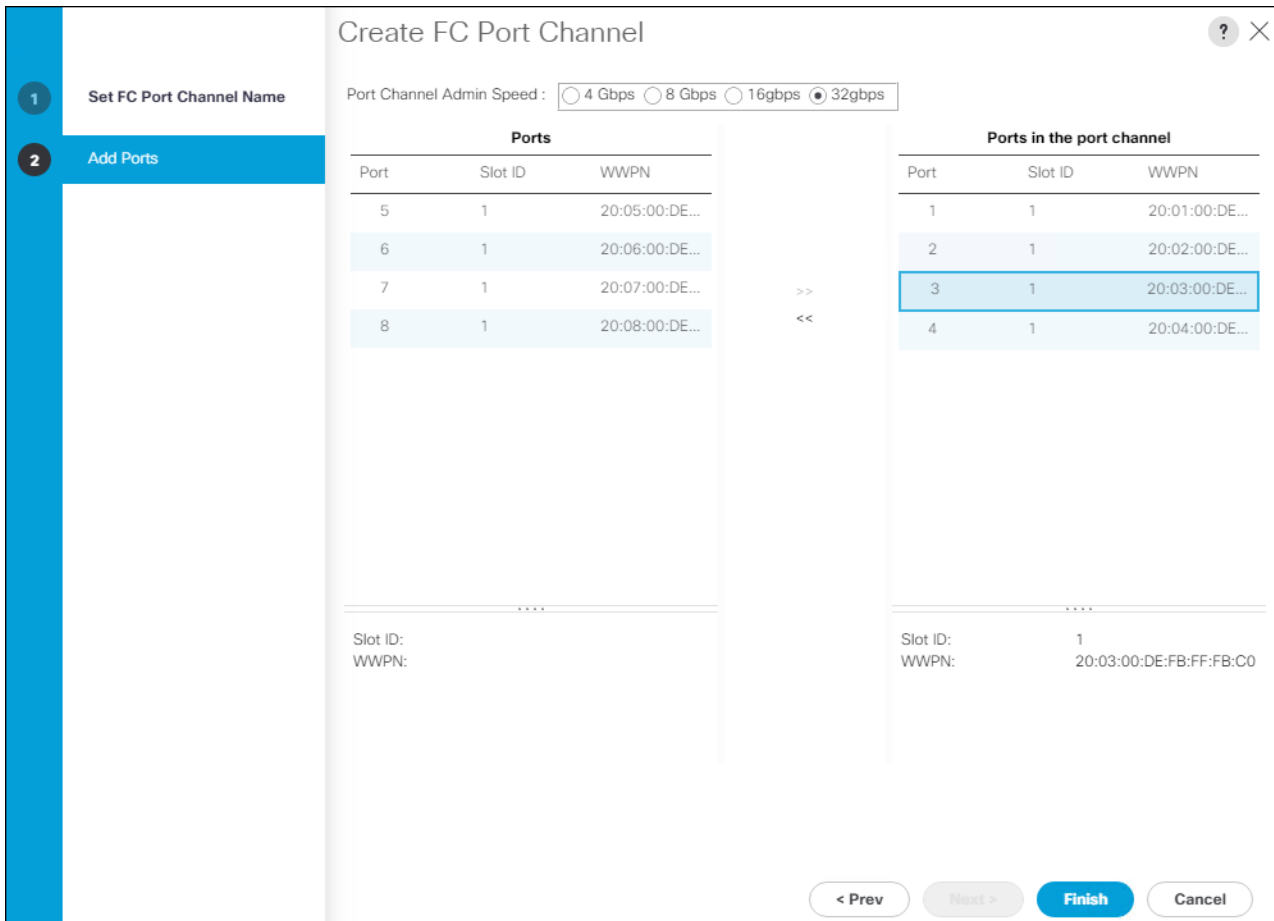 Create FC Port Channel
?
1 Set FC Port Channel Name
2 Add Ports
Port Channel Admin Speed : 4 Gbps 8 Gbps 16gbps 32gbps
Ports
Port Slot ID WWPN
5 1 20:05:00:DE...
6 1 20:06:00:DE...
7 1 20:07:00:DE...
8 1 20:08:00:DE...
>>
<<
Ports in the port channel
Port Slot ID WWPN
1 1 20:01:00:DE...
2 1 20:02:00:DE...
3 1 20:03:00:DE...
4 1 20:04:00:DE...
Slot ID:
WWPN:
Slot ID: 1
WWPN: 20:03:00:DE:FB:FF:FB:C0
< Prev Next > Finish Cancel